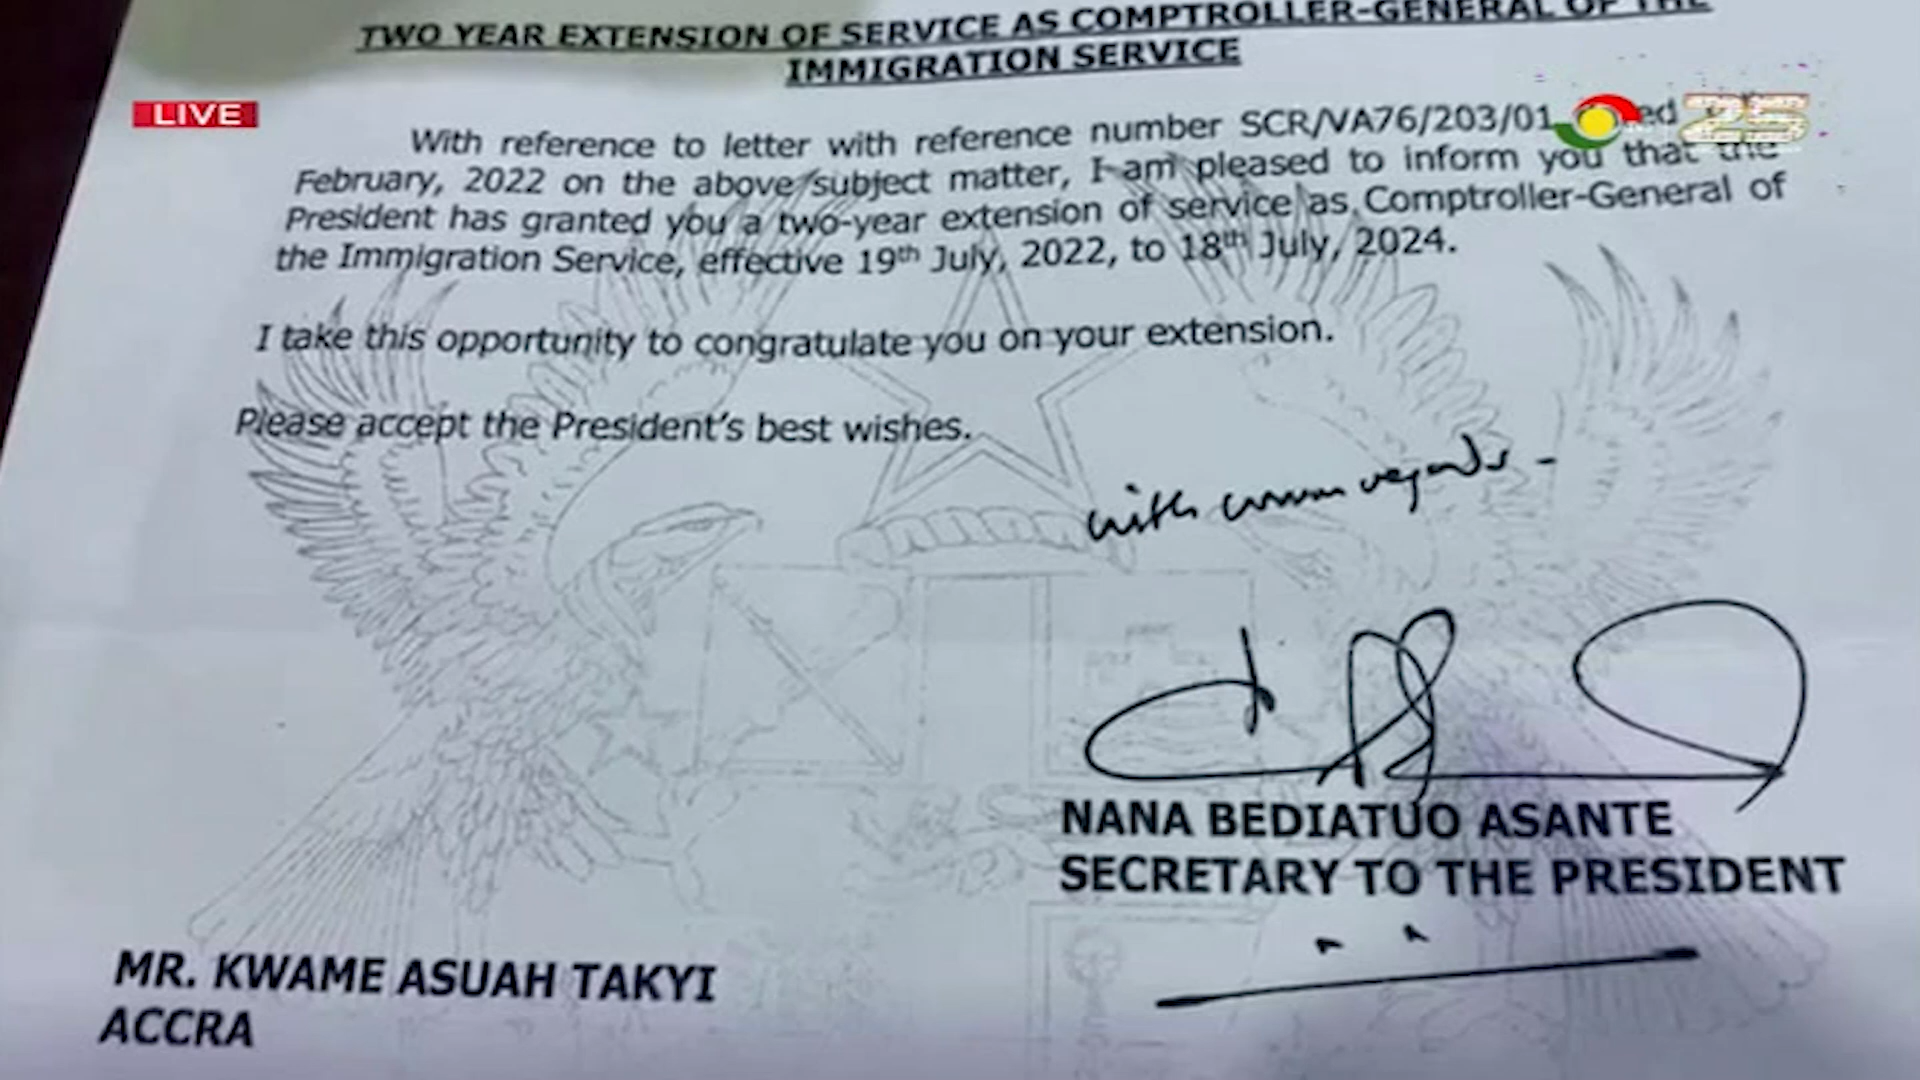 TWO YEAR EXTENSION OF SERVICE AS COMPTROLLER-GENERAL OF THE
IMMIGRATION SERVICE
LIVE
With reference to letter with reference number SCR/VA76/203/01
February, 2022 on the above subject matter, I am pleased to inform you that the
President has granted you a two-year extension of service as Comptroller-General of
the Immigration Service, effective 19th July, 2022, to 18th July, 2024.
I take this opportunity to congratulate you on your extension.
Please accept the President's best wishes.
with warm regards -
NANA BEDIATUO ASANTE
SECRETARY TO THE PRESIDENT
MR. KWAME ASUAH TAKYI
ACCRA